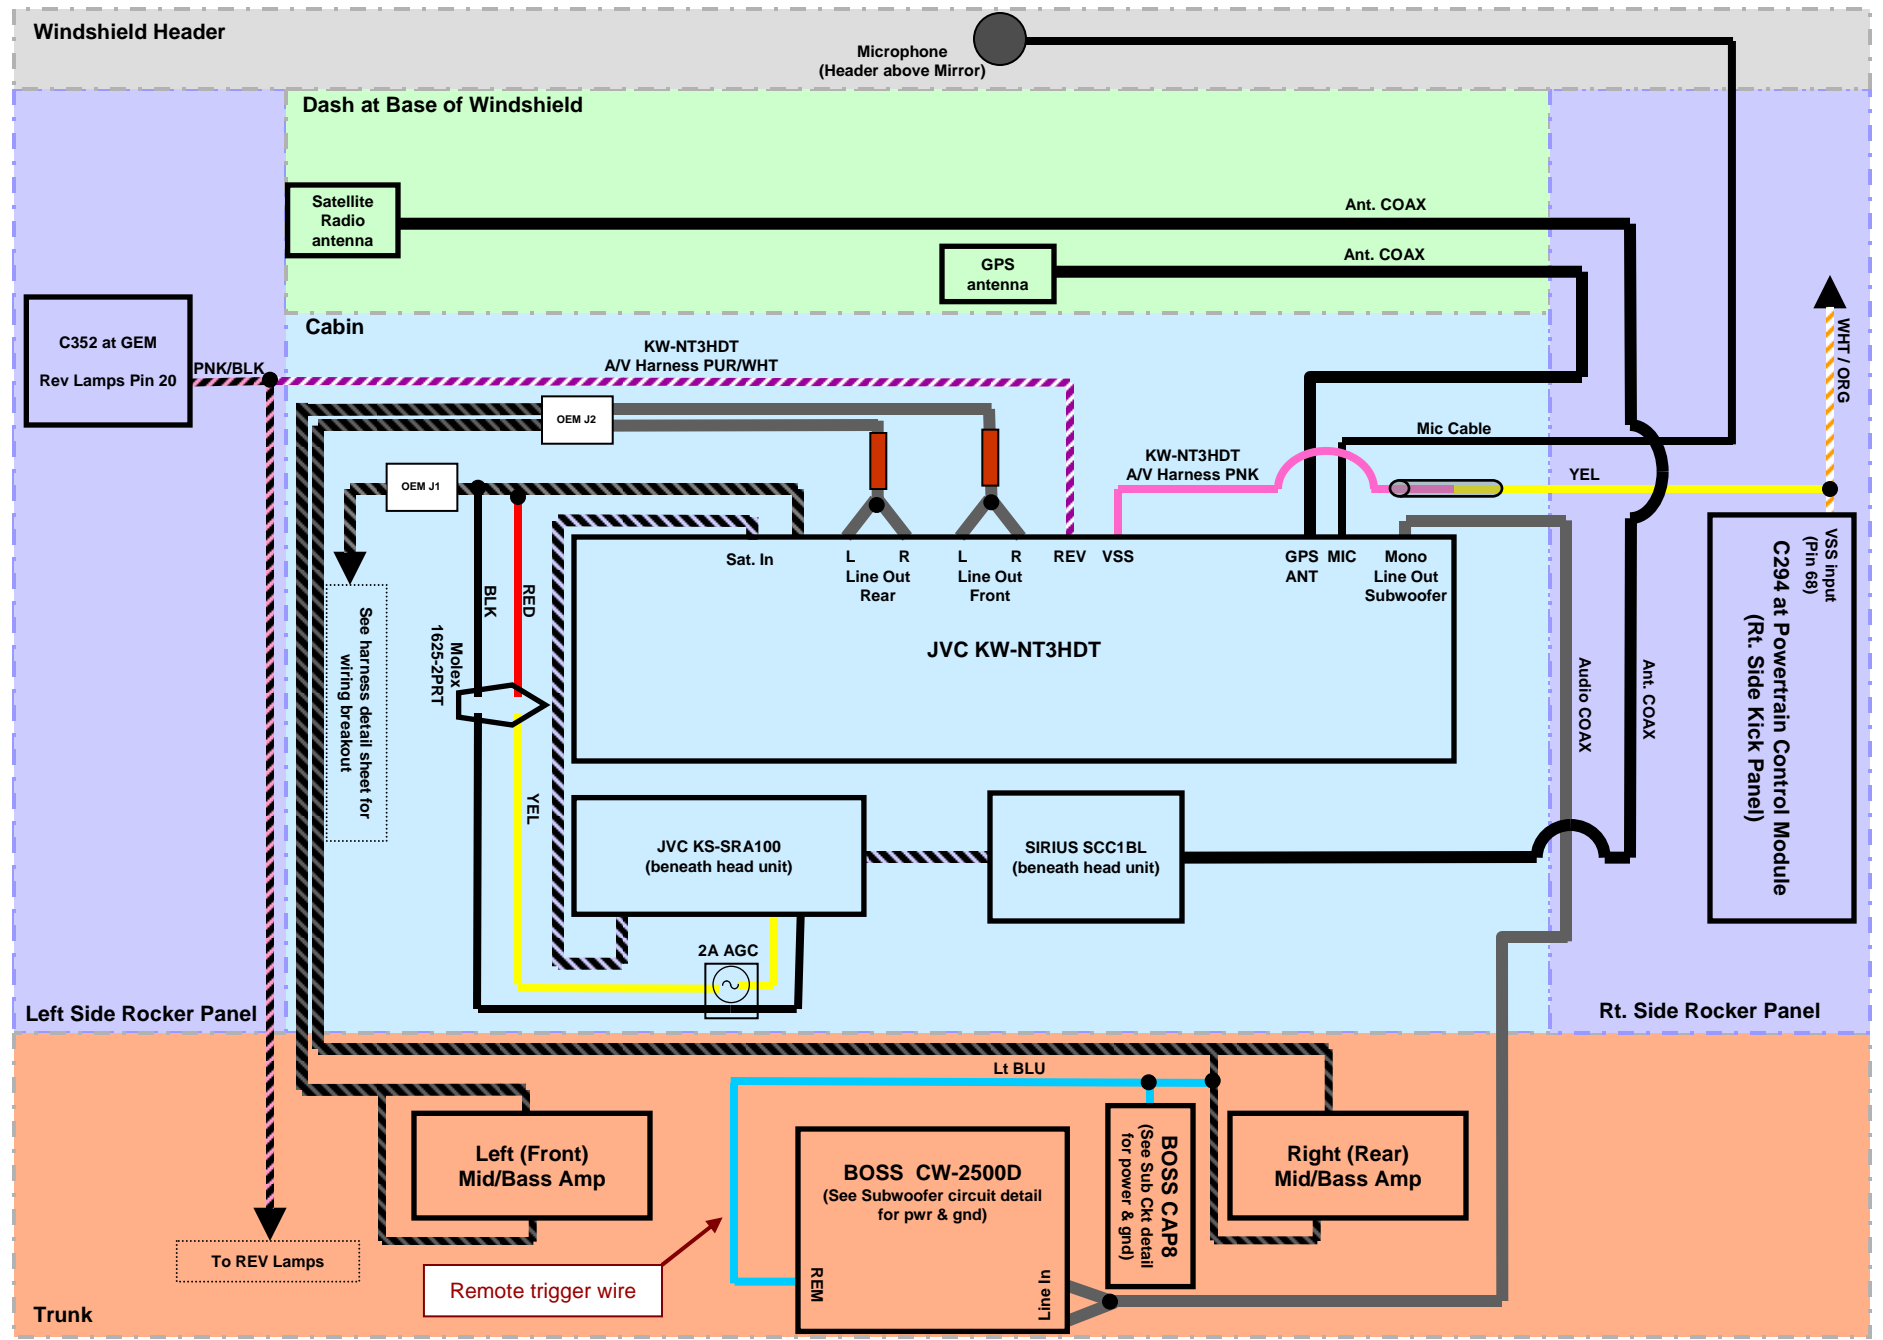 Windshield Header
Microphone
(Header above Mirror)
Dash at Base of Windshield
Satellite
Radio
antenna
Ant. COAX
GPS
antenna
Ant. COAX
Cabin
C352 at GEM
Rev Lamps Pin 20
PNK/BLK
KW-NT3HDT
A/V Harness PUR/WHT
WHT / ORG
OEM J2
Mic Cable
KW-NT3HDT
A/V Harness PNK
YEL
OEM J1
Sat. In
L R
Line Out
Rear
L R
Line Out
Front
REV
VSS
GPS
ANT
MIC
Mono
Line Out
Subwoofer
JVC KW-NT3HDT
BLK
RED
Molex
1625-2PRT
See harness detail sheet for
wiring breakout
YEL
VSS input
(Pin 68)
C294 at Powertrain Control Module
(Rt. Side Kick Panel)
Audio COAX
Ant. COAX
JVC KS-SRA100
(beneath head unit)
SIRIUS SCC1BL
(beneath head unit)
2A AGC
Left Side Rocker Panel
Rt. Side Rocker Panel
Lt BLU
Left (Front)
Mid/Bass Amp
BOSS CW-2500D
(See Subwoofer circuit detail
for pwr & gnd)
REM
Line In
BOSS CAP8
(See Sub Ckt detail
for power & gnd)
Right (Rear)
Mid/Bass Amp
To REV Lamps
Remote trigger wire
Trunk